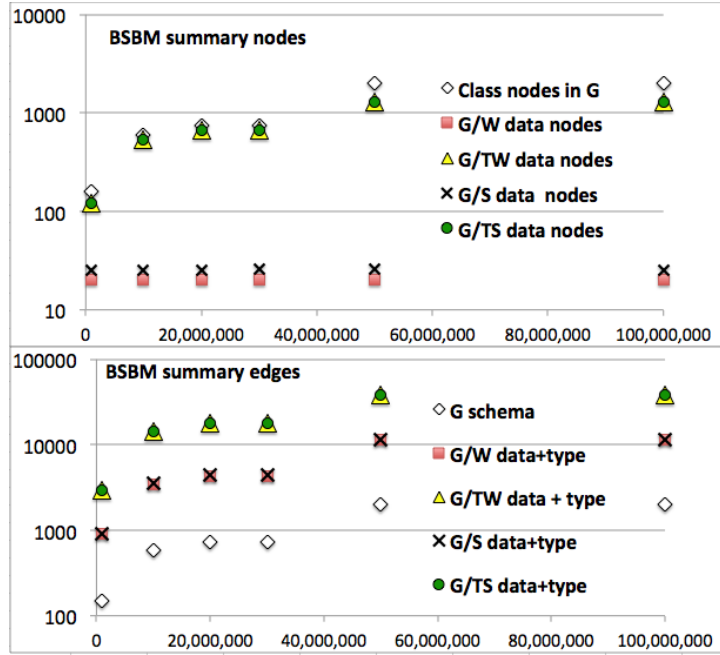 10000
BSBM summary nodes
Class nodes in G
1000
G/W data nodes
G/TW data nodes
G/S data  nodes
100
G/TS data nodes
10
0
20,000,000
40,000,000
60,000,000
80,000,000
100,000,000
100000
BSBM summary edges
G schema
10000
G/W data+type
G/TW data + type
1000
G/S data+type
G/TS data+type
100
0
20,000,000
40,000,000
60,000,000
80,000,000
100,000,000